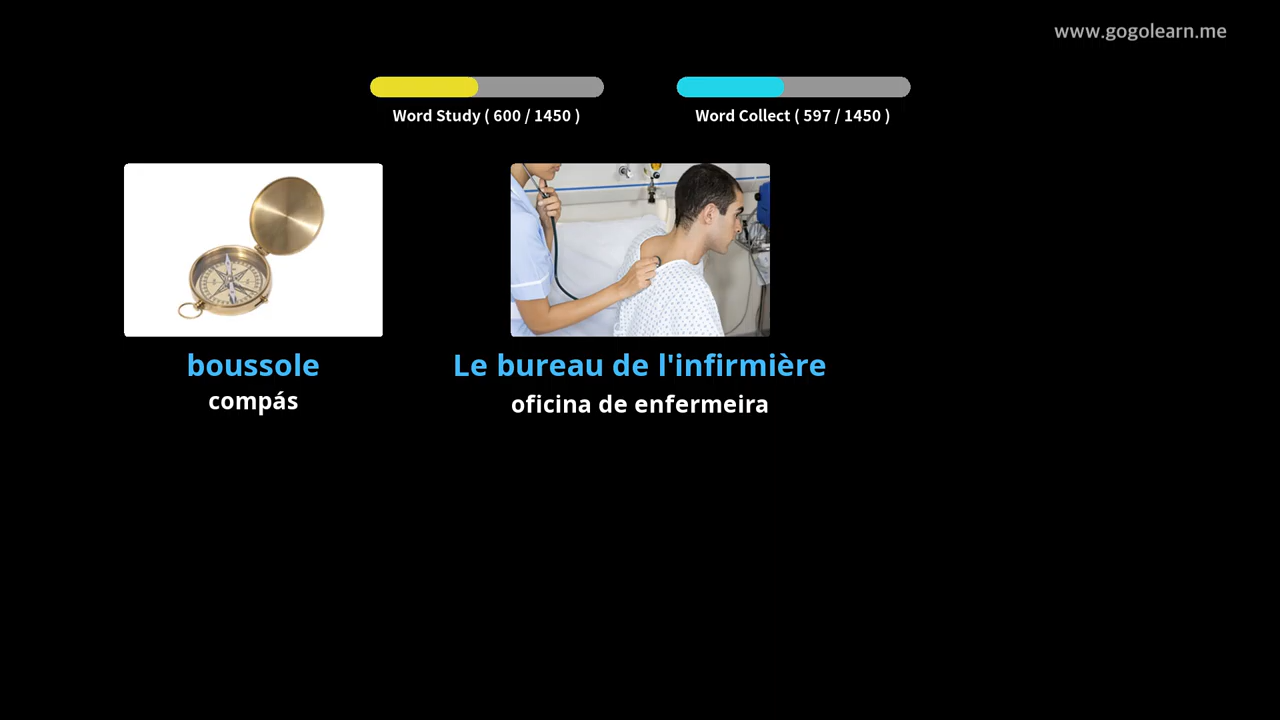 www.gogolearn.me
Word Study ( 600 / 1450 )
Word Collect ( 597 / 1450 )
boussole
compás
Le bureau de l'infirmière
oficina de enfermeira